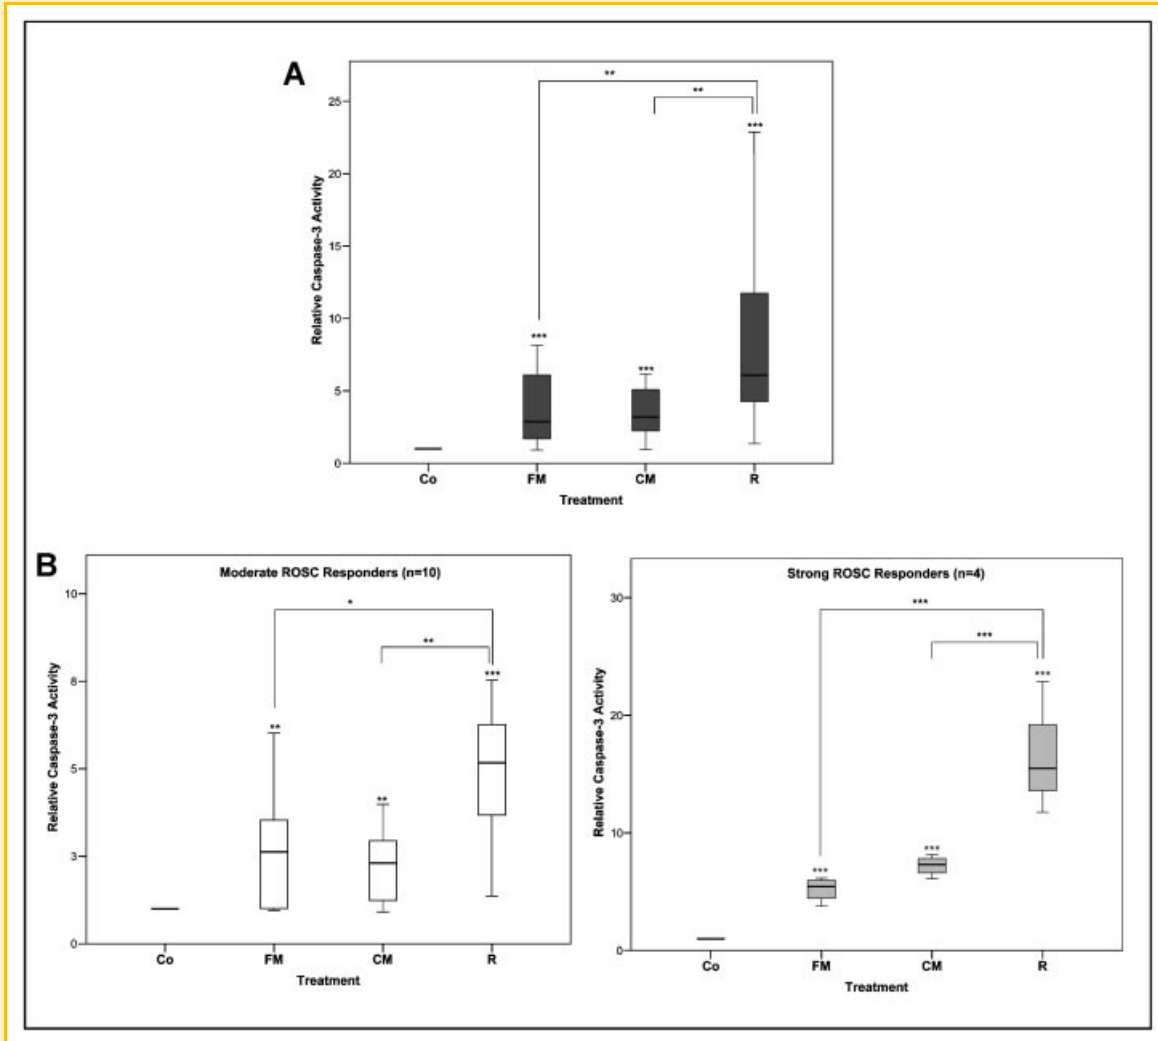 A
**
**
***
25
20
15
10
5
0
***
***
Relative Caspase-3 Activity
Co FM CM R
Treatment
B
Moderate ROSC Responders (n=10)
*
**
***
**
**
10
8
5
3
0
Relative Caspase-3 Activity
Co FM CM R
Treatment
Strong ROSC Responders (n=4)
***
***
***
***
***
30
20
10
0
Relative Caspase-3 Activity
Co FM CM R
Treatment